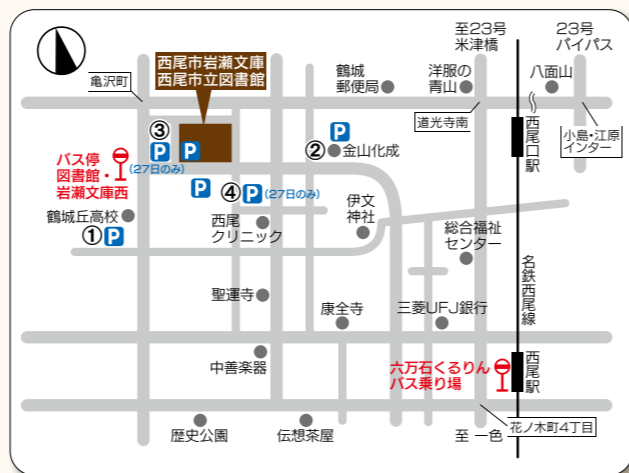 至23号
米津橋
23号
バイパス
西尾市岩瀬文庫
西尾市立図書館
鶴城
郵便局
洋服の
青山
八面山
亀沢町
道光寺南
西尾口駅
小島・江原
インター
③
P
P
(27日のみ)
P
②
金山化成
バス停
図書館・
岩瀬文庫西
P
④
P
(27日のみ)
鶴城丘高校
①
P
西尾
クリニック
伊文
神社
総合福祉
センター
名鉄西尾線
聖運寺
康全寺
三菱UFJ銀行
中善楽器
六万石くるりん
バス乗り場
西尾駅
歴史公園
伝想茶屋
至 一色
花ノ木町4丁目